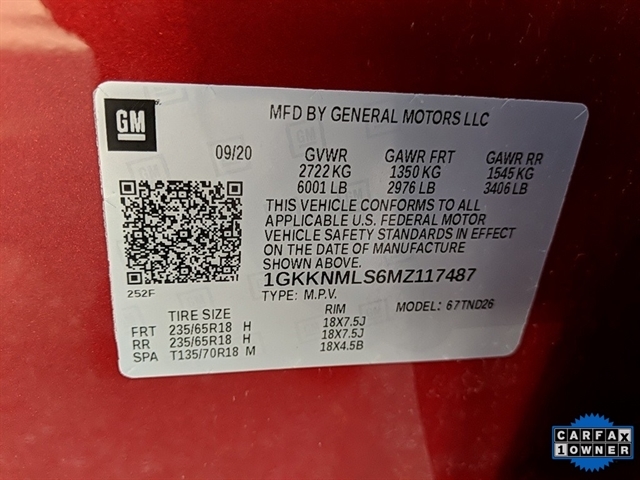 GM
MFD BY GENERAL MOTORS LLC
09/20 GVWR GAWR FRT GAWR RR
2722 KG 1350 KG 1545 KG
6001 LB 2976 LB 3406 LB
THIS VEHICLE CONFORMS TO ALL
APPLICABLE U.S. FEDERAL MOTOR
VEHICLE SAFETY STANDARDS IN EFFECT
ON THE DATE OF MANUFACTURE
SHOWN ABOVE.
1GKKNMLS6MZ117487
252F TYPE: M.P.V. MODEL: 67TND26
TIRE SIZE RIM
FRT 235/65R18 H 18X7.5J
RR 235/65R18 H 18X7.5J
SPA T135/70R18 M 18X4.5B
CARFAX
1 OWNER